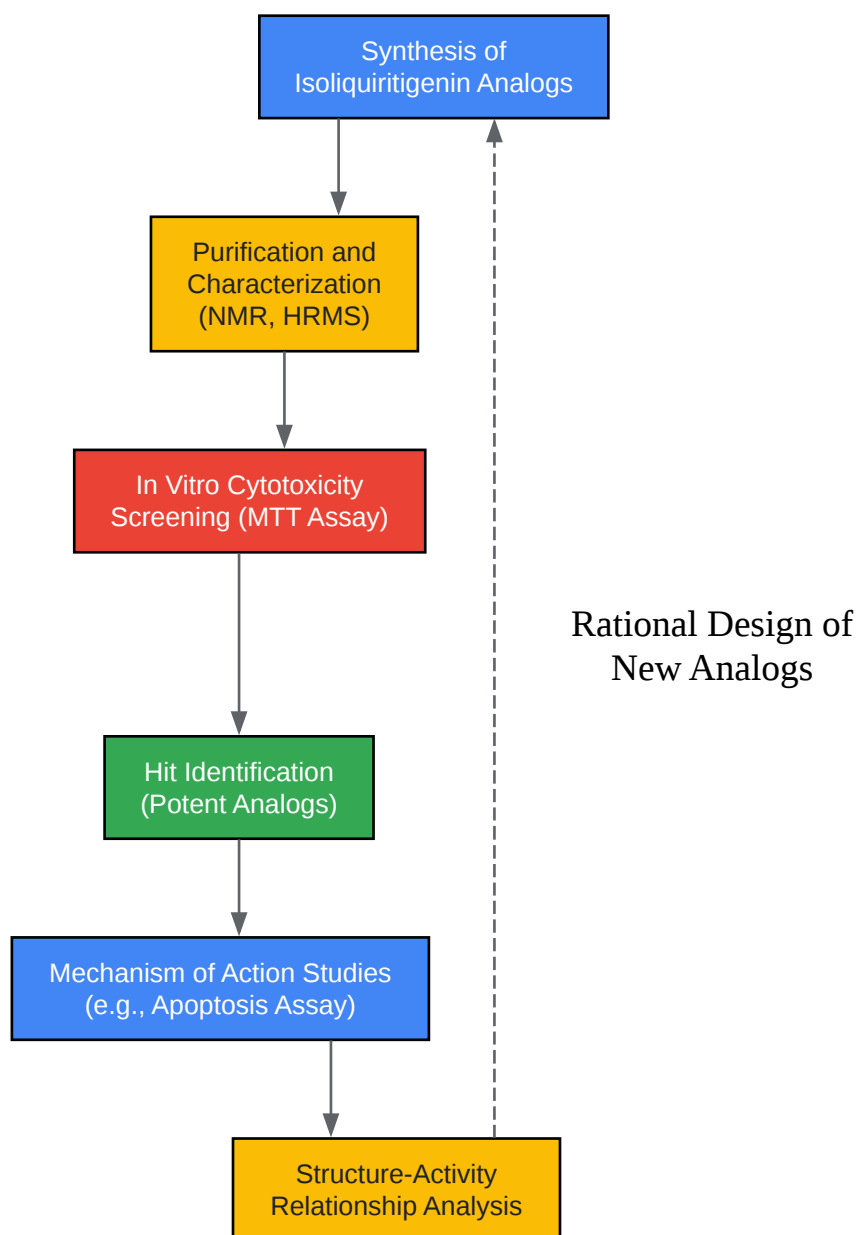 Synthesis of
Isoliquiritigenin Analogs
Purification and
Characterization
(NMR, HRMS)
In Vitro Cytotoxicity
Screening (MTT Assay)
Rational Design of
New Analogs
Hit Identification
(Potent Analogs)
Mechanism of Action Studies
(e.g., Apoptosis Assay)
Structure-Activity
Relationship Analysis